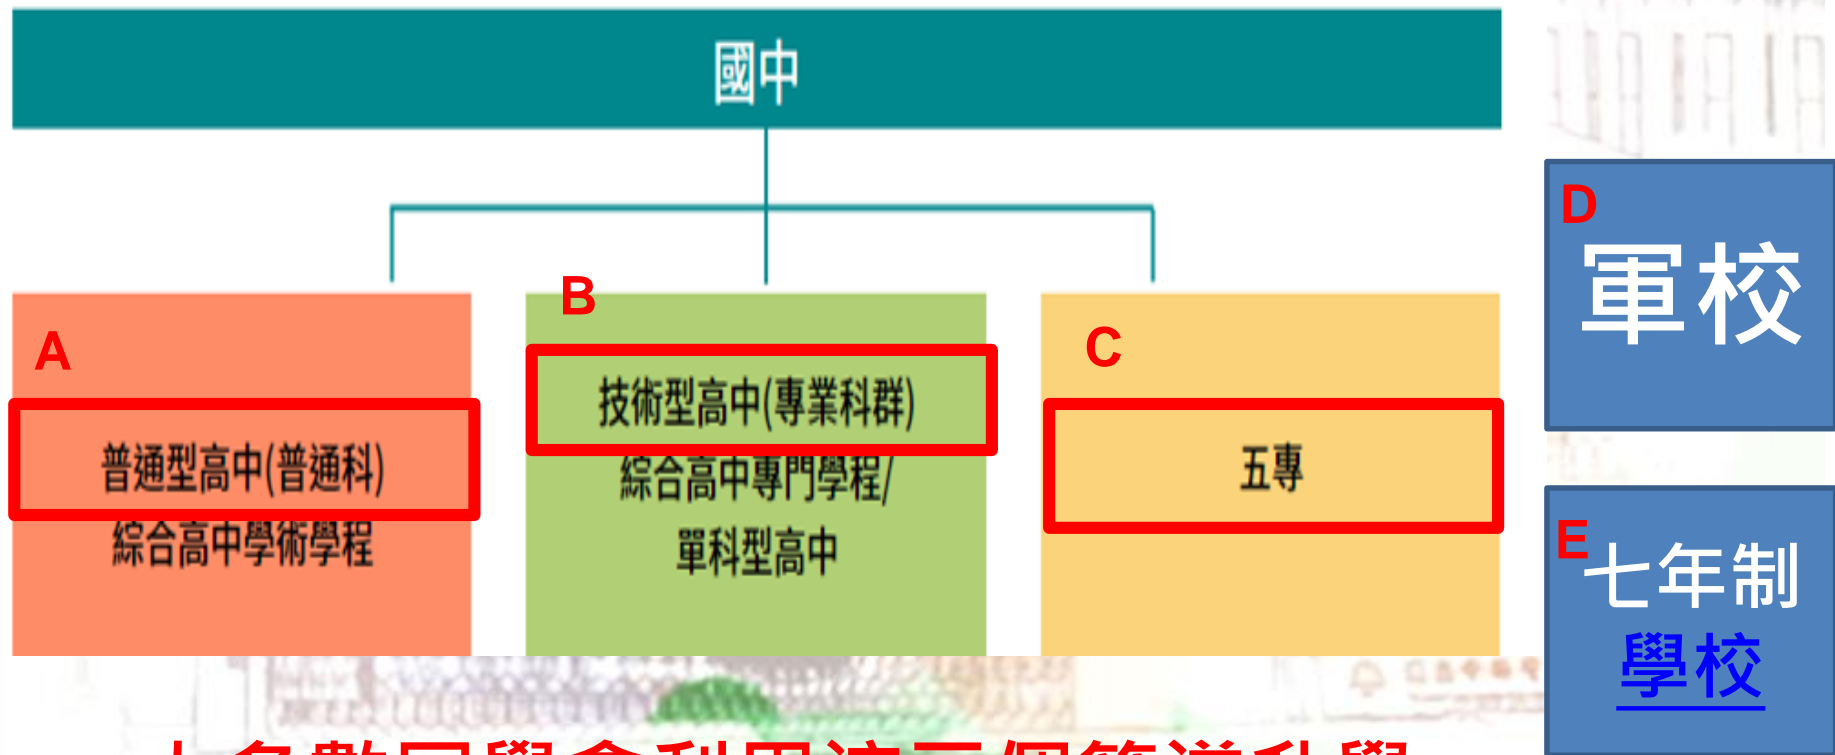 國中
A
普通型高中(普通科)
綜合高中學術學程
B
技術型高中(專業科群)
綜合高中專門學程/
單科型高中
C
五專
D
軍校
E
七年制
學校